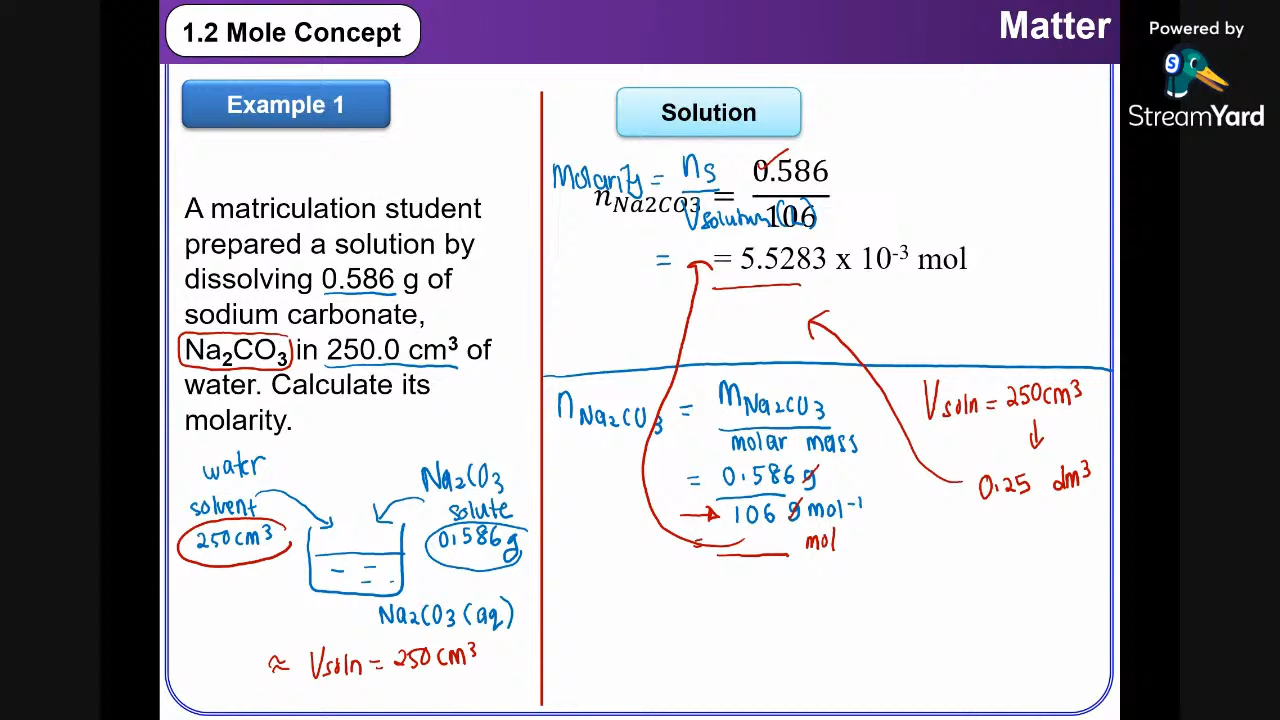 1.2 Mole Concept
Matter
Powered by
StreamYard
Example 1
Solution
A matriculation student
prepared a solution by
dissolving 0.586 g of
sodium carbonate,
Na₂CO₃ in 250.0 cm³ of
water. Calculate its
molarity.
water
solvent
250 cm³
Na₂CO₃
solute
0.586 g
Na₂CO₃ (aq)
≈ Vsoln = 250 cm³
Molarity = ns / Vsolution (L)
nNa2CO3 = 0.586 / 106
=
= 5.5283 x 10⁻³ mol
nNa₂CO₃ = mNa₂CO₃ / molar mass
= 0.586 g / 106 g mol⁻¹
= ___ mol
Vsoln = 250 cm³
↓
0.25 dm³